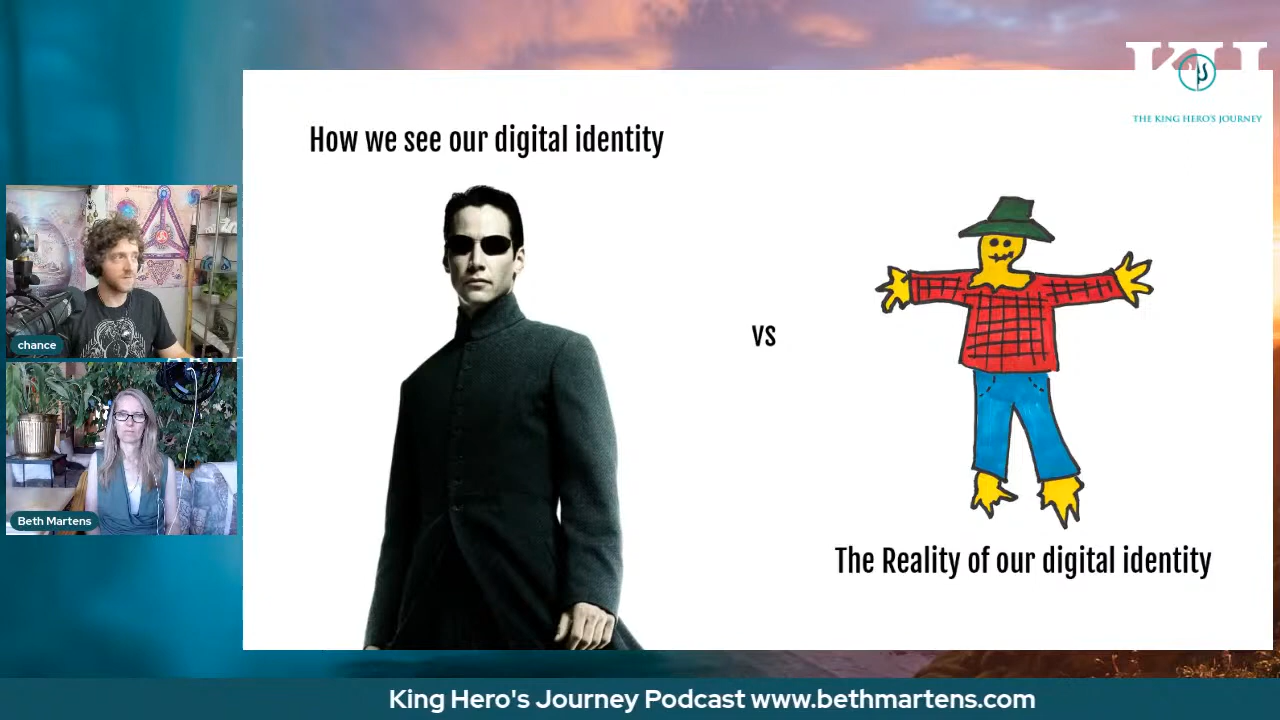 THE KING HERO'S JOURNEY
How we see our digital identity
chance
vs
Beth Martens
The Reality of our digital identity
King Hero's Journey Podcast www.bethmartens.com